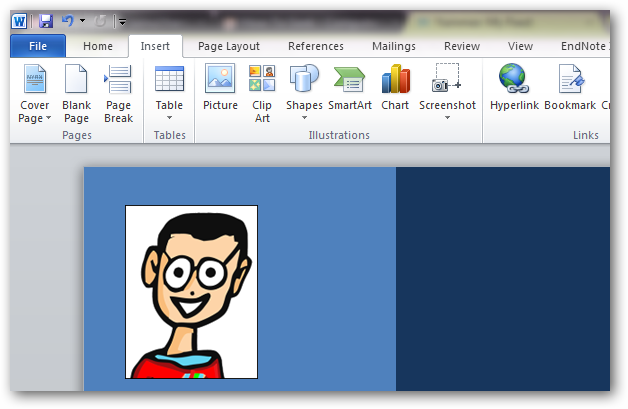 File Home Insert Page Layout References Mailings Review View EndNote
Cover Blank Page Table Picture Clip Shapes SmartArt Chart Screenshot Hyperlink Bookmark
Page Page Break Art
Pages Tables Illustrations Links